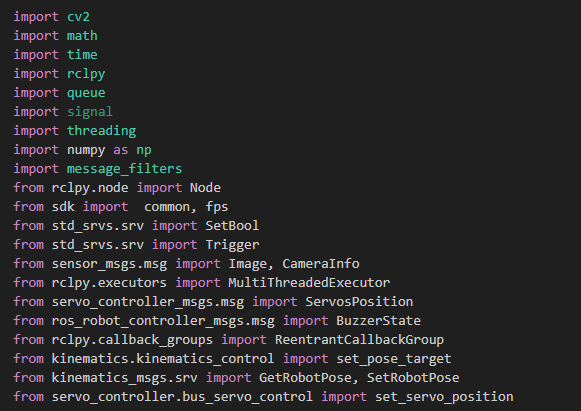 import cv2
import math
import time
import rclpy
import queue
import signal
import threading
import numpy as np
import message_filters
from rclpy.node import Node
from sdk import  common, fps
from std_srvs.srv import SetBool
from std_srvs.srv import Trigger
from sensor_msgs.msg import Image, CameraInfo
from rclpy.executors import MultiThreadedExecutor
from servo_controller_msgs.msg import ServosPosition
from ros_robot_controller_msgs.msg import BuzzerState
from rclpy.callback_groups import ReentrantCallbackGroup
from kinematics.kinematics_control import set_pose_target
from kinematics_msgs.srv import GetRobotPose, SetRobotPose
from servo_controller.bus_servo_control import set_servo_position